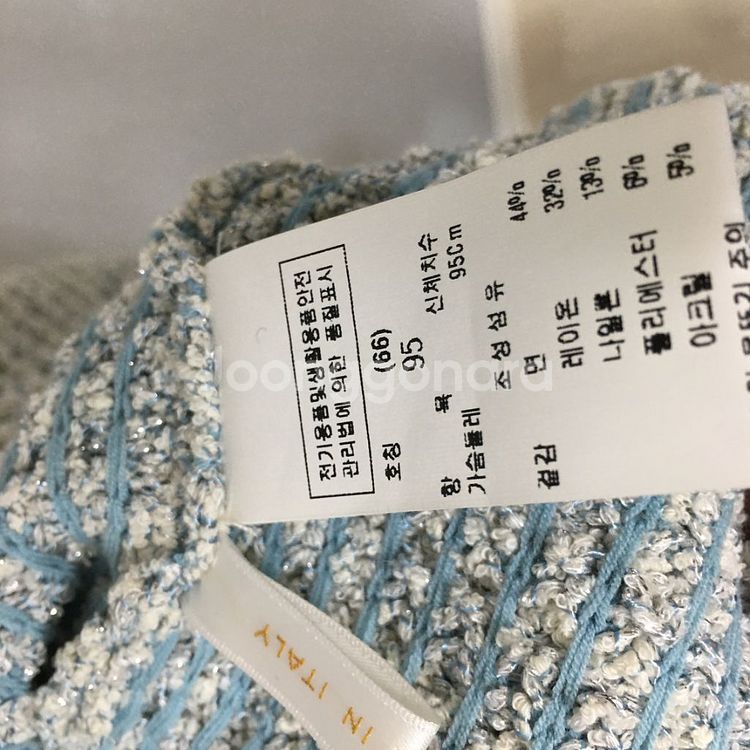 전기용품및생활용품안전
관리법에 의한 품질표시
호칭 (66) 95
항 목 신체치수
가슴둘레 95Cm
조성섬유
겉감 면 44%
레이온 32%
나일론 13%
폴리에스터 6%
아크릴 5%
IN ITALY